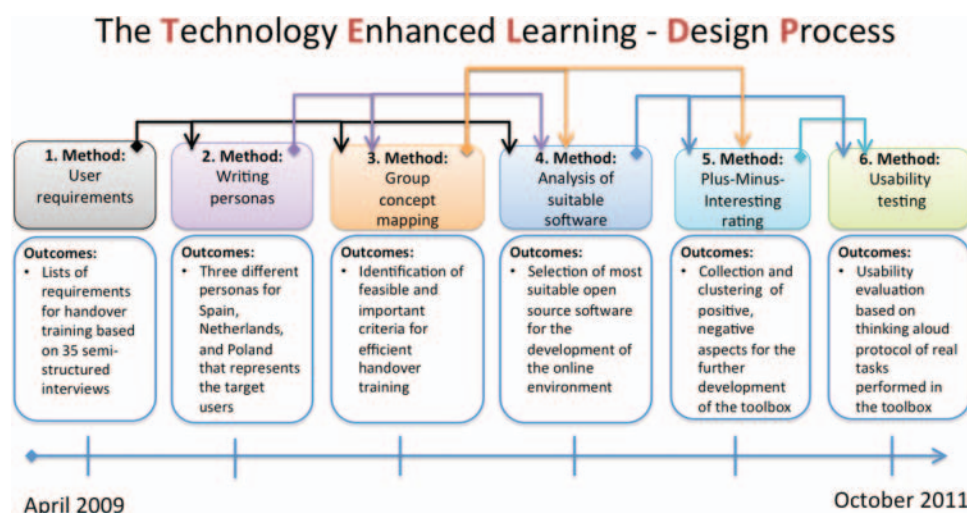 The Technology Enhanced Learning - Design Process
1. Method:
User
requirements
2. Method:
Writing
personas
3. Method:
Group
concept
mapping
4. Method:
Analysis of
suitable
software
5. Method:
Plus-Minus-
Interesting
rating
6. Method:
Usability
testing
Outcomes:
• Lists of
requirements
for handover
training based
on 35 semi-
structured
interviews
Outcomes:
• Three different
personas for
Spain,
Netherlands,
and Poland
that represents
the target
users
Outcomes:
• Identification of
feasible and
important
criteria for
efficient
handover
training
Outcomes:
• Selection of most
suitable open
source software
for the
development of
the online
environment
Outcomes:
• Collection and
clustering of
positive,
negative
aspects for the
further
development
of the toolbox
Outcomes:
• Usability
evaluation
based on
thinking aloud
protocol of real
tasks
performed in
the toolbox
April 2009
October 2011